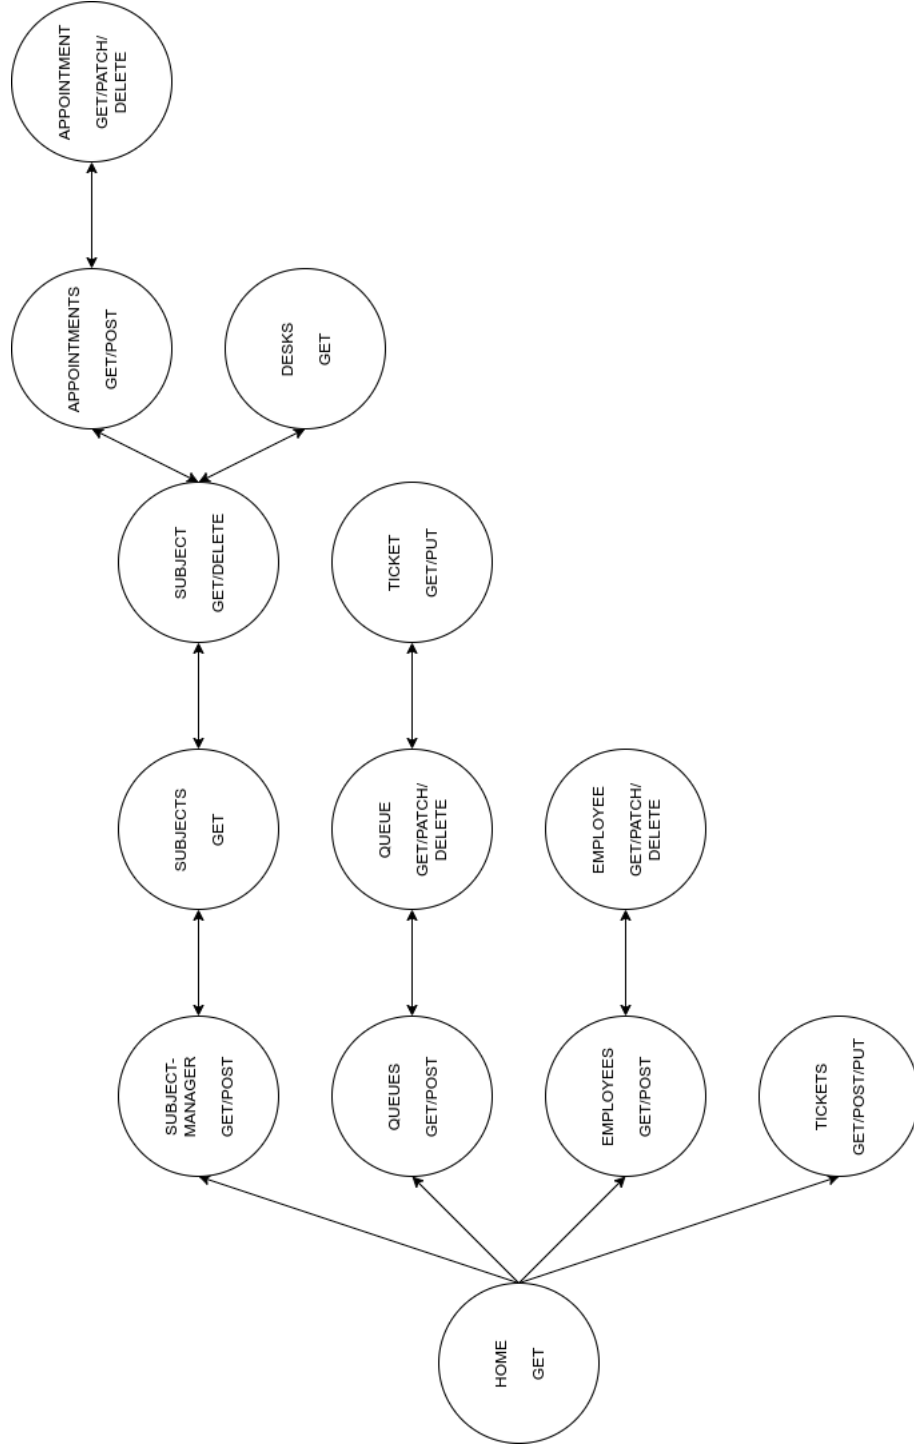 HOME
GET
SUBJECT-
MANAGER
GET/POST
QUEUES
GET/POST
EMPLOYEES
GET/POST
TICKETS
GET/POST/PUT
SUBJECTS
GET
QUEUE
GET/PATCH/
DELETE
EMPLOYEE
GET/PATCH/
DELETE
SUBJECT
GET/DELETE
TICKET
GET/PUT
APPOINTMENTS
GET/POST
DESKS
GET
APPOINTMENT
GET/PATCH/
DELETE